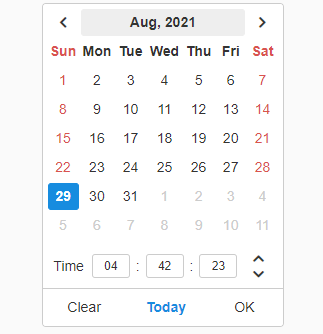 Aug, 2021
Sun Mon Tue Wed Thu Fri Sat
1 2 3 4 5 6 7
8 9 10 11 12 13 14
15 16 17 18 19 20 21
22 23 24 25 26 27 28
29 30 31 1 2 3 4
5 6 7 8 9 10 11
Time 04 : 42 : 23
Clear Today OK